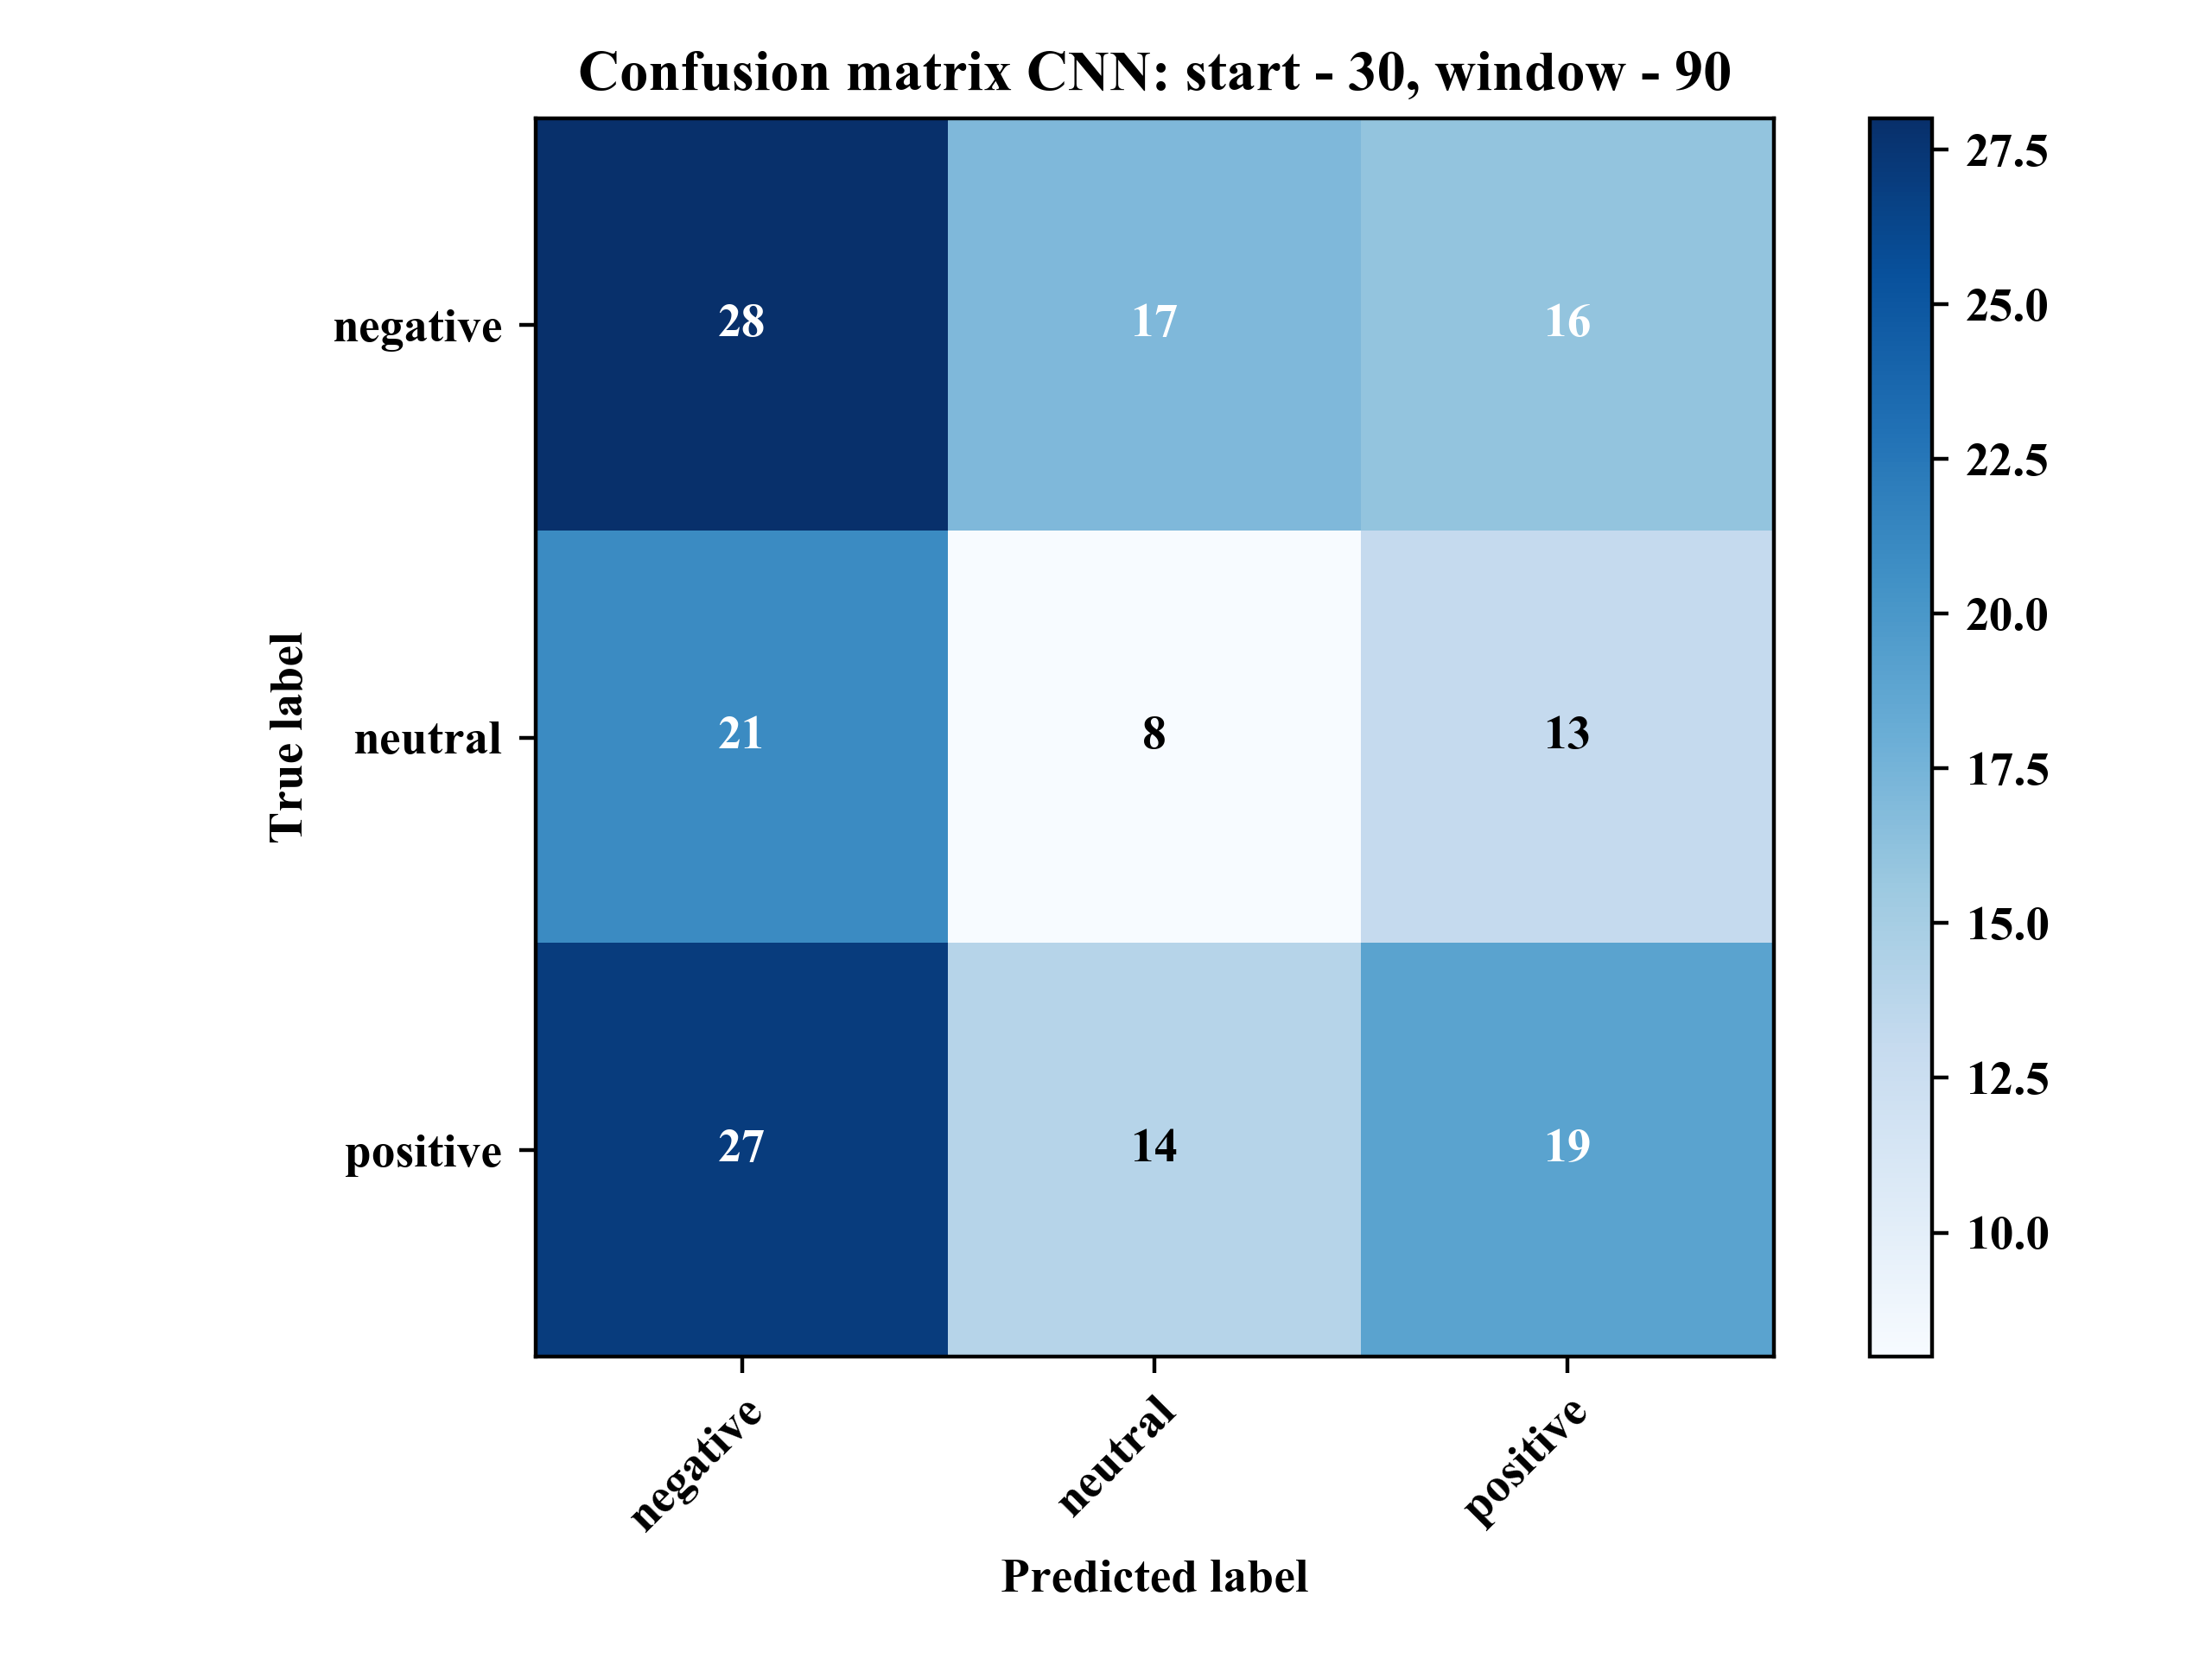 Confusion matrix CNN: start - 30, window - 90
True label
negative
28
17
16
neutral
21
8
13
positive
27
14
19
negative
neutral
positive
Predicted label
27.5
25.0
22.5
20.0
17.5
15.0
12.5
10.0